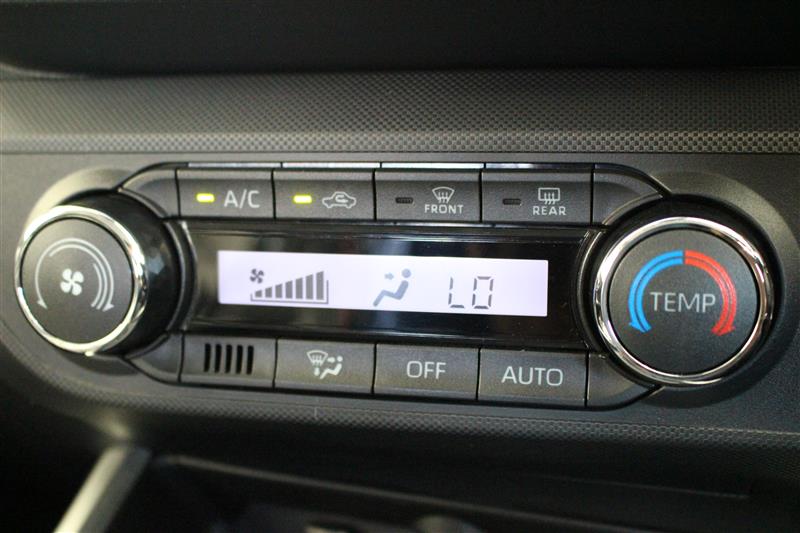 A/C
FRONT
REAR
LO
TEMP
OFF
AUTO